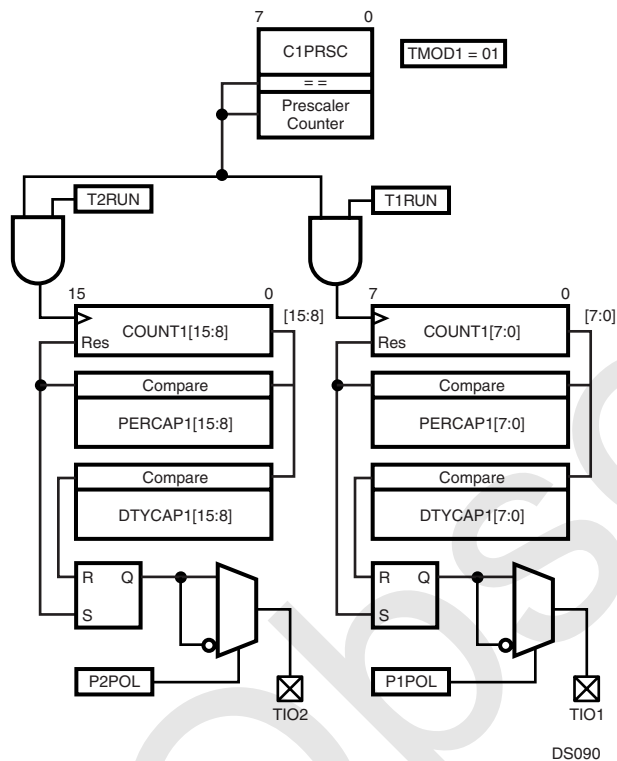 7 0
C1PRSC
TMOD1 = 01
= =
Prescaler
Counter
T2RUN
T1RUN
15 0
[15:8]
COUNT1[15:8]
Res
Compare
PERCAP1[15:8]
Compare
DTYCAP1[15:8]
R Q
S
P2POL
TIO2
7 0
[7:0]
COUNT1[7:0]
Res
Compare
PERCAP1[7:0]
Compare
DTYCAP1[7:0]
R Q
S
P1POL
TIO1
DS090